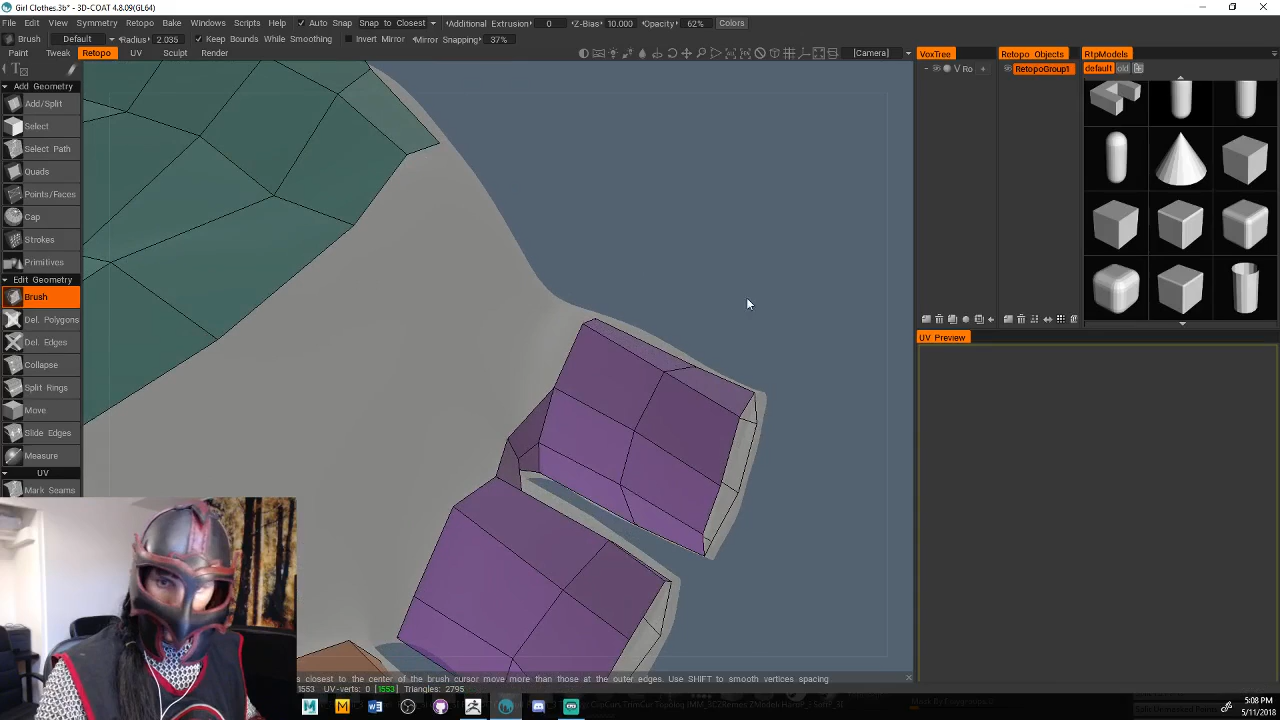 Girl Clothes.3b* - 3D-COAT 4.8.09(GL64)
File Edit View Symmetry Retopo Bake Windows Scripts Help Auto Snap Snap to Closest Additional Extrusion 0 Z-Bias 10.000 Opacity 62% Colors
Brush Default Radius 2.035 Keep Bounds While Smoothing Invert Mirror Mirror Snapping 37%
Paint Tweak Retopo UV Sculpt Render [Camera] VoxTree Retopo Objects RtpModels
V Ro + RetopoGroup1 default old
Add Geometry
Add/Split
Select
Select Path
Quads
Points/Faces
Cap
Strokes
Primitives
Edit Geometry
Brush
Del. Polygons
Del. Edges
Collapse
Split Rings
Move
Slide Edges
Measure
UV
Mark Seams
UV Preview
s closest to the center of the brush cursor move more than those at the outer edges. Use SHIFT to smooth vertices spacing
1553 UV-verts: 0 [1553] Triangles: 2795
5:08 PM
5/11/2018